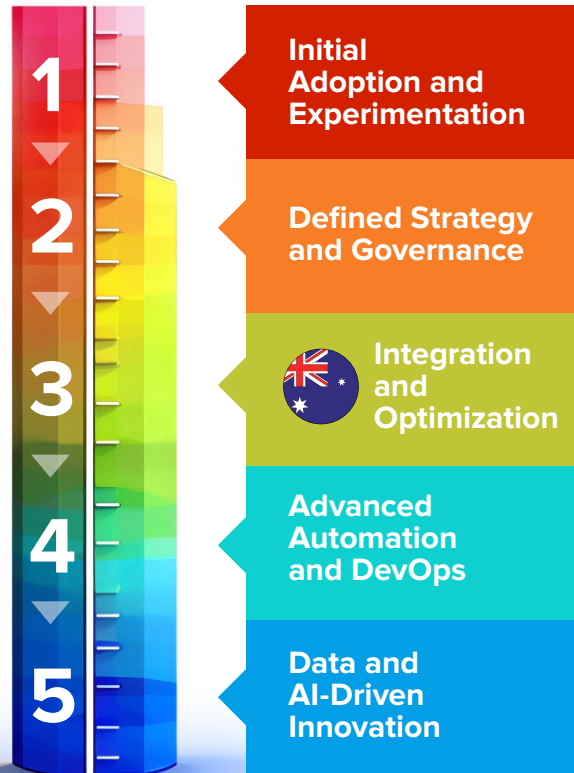 1
Initial
Adoption and
Experimentation
2
Defined Strategy
and Governance
3
Integration
and
Optimization
4
Advanced
Automation
and DevOps
5
Data and
AI-Driven
Innovation